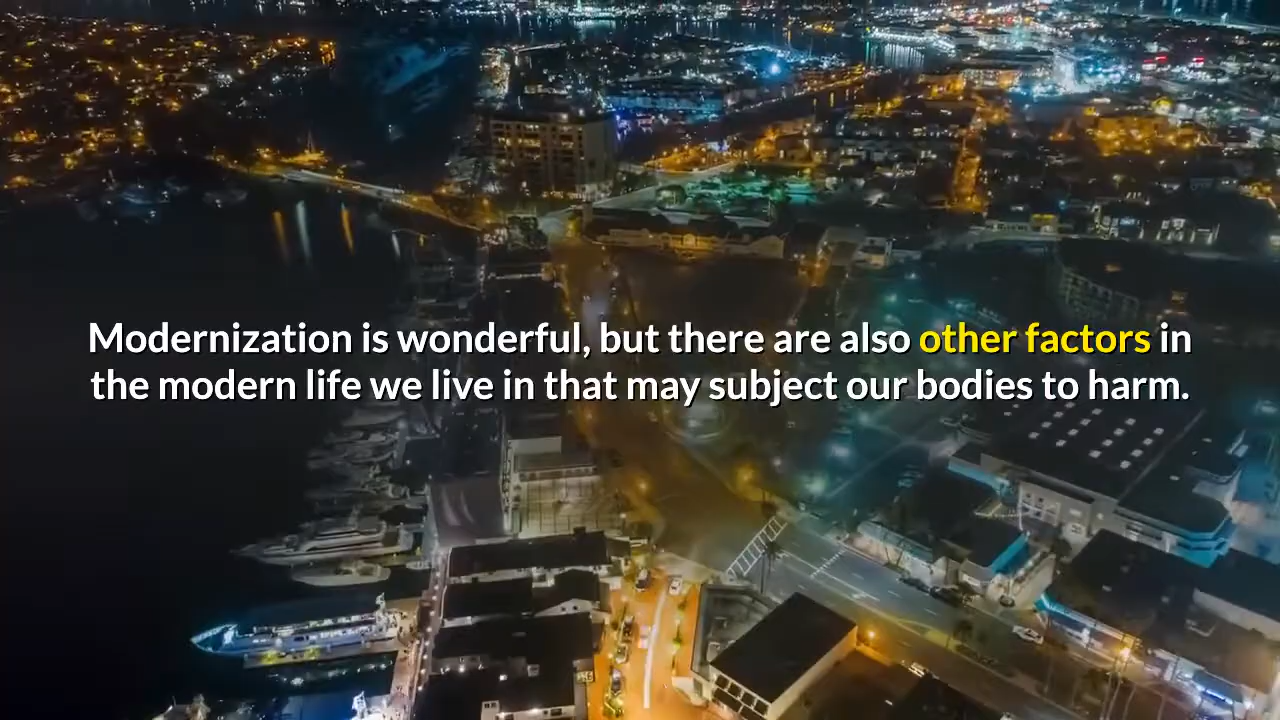 Modernization is wonderful, but there are also other factors in
the modern life we live in that may subject our bodies to harm.